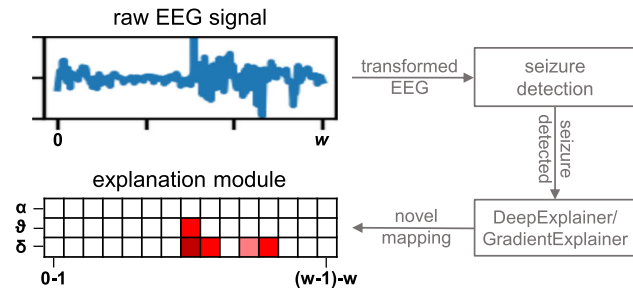 raw EEG signal
0
w
transformed
EEG
seizure
detection
seizure
detected
DeepExplainer/
GradientExplainer
novel
mapping
explanation module
α
ϑ
δ
0-1
(w-1)-w